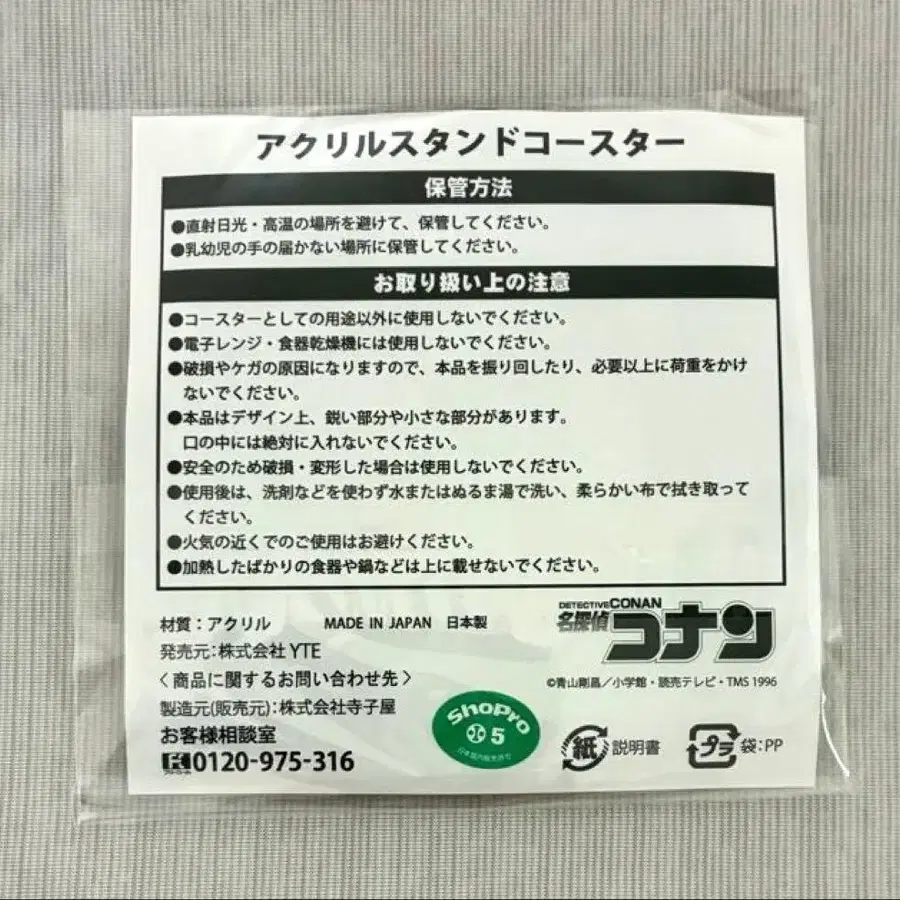 アクリルスタンドコースター
保管方法
●直射日光・高温の場所を避けて、保管してください。
●乳幼児の手の届かない場所に保管してください。
お取り扱い上の注意
●コースターとしての用途以外に使用しないでください。
●電子レンジ・食器乾燥機には使用しないでください。
●破損やケガの原因になりますので、本品を振り回したり、必要以上に荷重をかけ
ないでください。
●本品はデザイン上、鋭い部分や小さな部分があります。
口の中には絶対に入れないでください。
●安全のため破損・変形した場合は使用しないでください。
●使用後は、洗剤などを使わず水またはぬるま湯で洗い、柔らかい布で拭き取って
ください。
●火気の近くでのご使用はお避けください。
●加熱したばかりの食器や鍋などは上に載せないでください。
材質：アクリル MADE IN JAPAN 日本製
発売元：株式会社 YTE
〈商品に関するお問い合わせ先〉
製造元(販売元)：株式会社寺子屋
お客様相談室
0120-975-316
DETECTIVE CONAN
名探偵コナン
©青山剛昌／小学館・読売テレビ・TMS 1996
ShoPro
5
紙 説明書
プラ 袋：PP